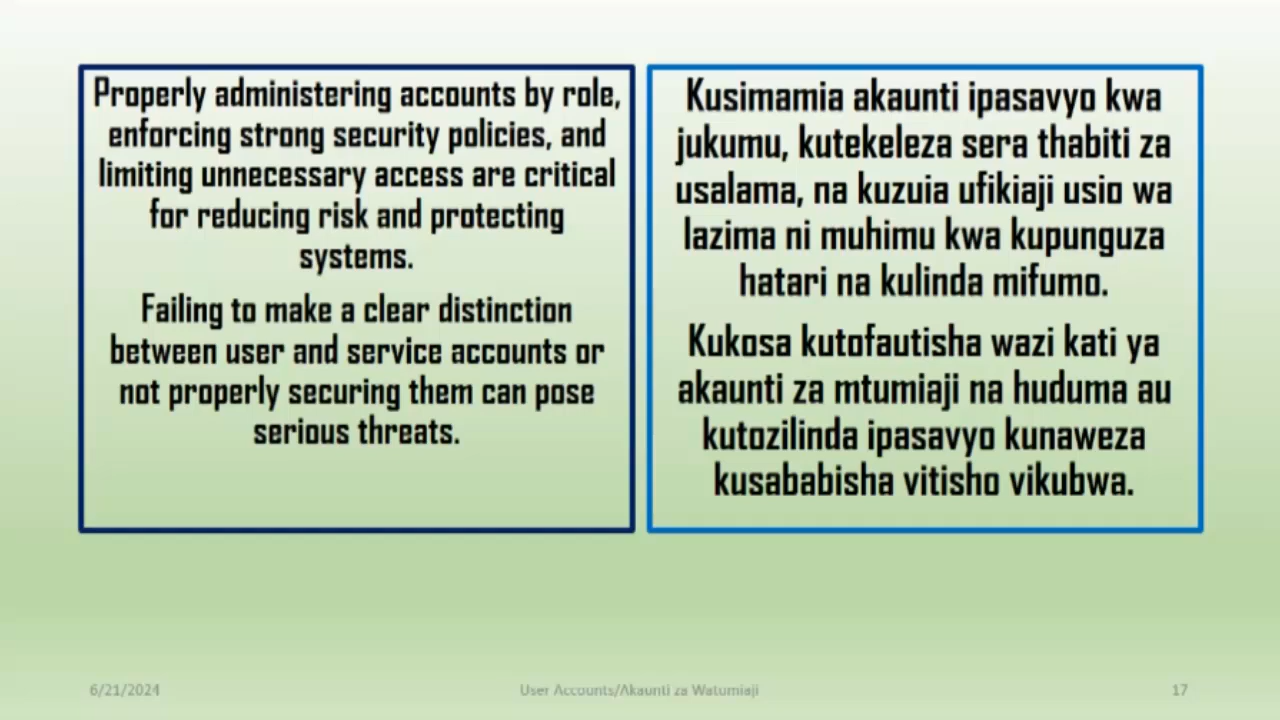 Properly administering accounts by role,
enforcing strong security policies, and
limiting unnecessary access are critical
for reducing risk and protecting
systems.
Failing to make a clear distinction
between user and service accounts or
not properly securing them can pose
serious threats.
Kusimamia akaunti ipasavyo kwa
jukumu, kutekeleza sera thabiti za
usalama, na kuzuia ufikiaji usio wa
lazima ni muhimu kwa kupunguza
hatari na kulinda mifumo.
Kukosa kutofautisha wazi kati ya
akaunti za mtumiaji na huduma au
kutozilinda ipasavyo kunaweza
kusababisha vitisho vikubwa.
6/21/2024
User Accounts/Akaunti za Watumiaji
17